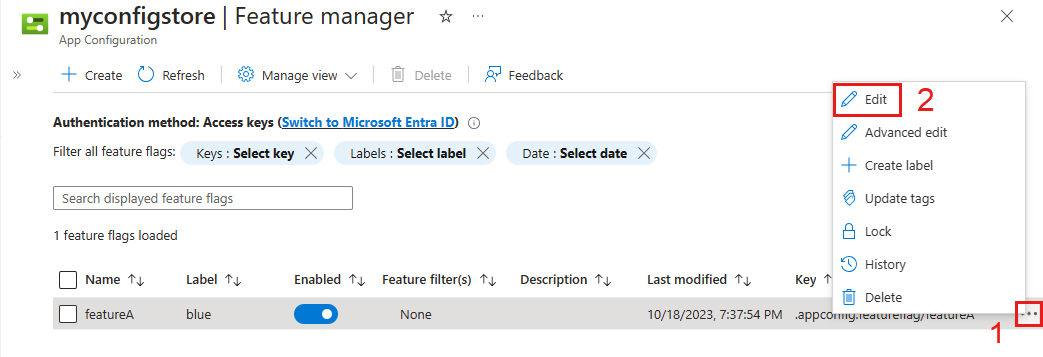 myconfigstore | Feature manager
App Configuration
Create Refresh Manage view Delete Feedback
Authentication method: Access keys (Switch to Microsoft Entra ID)
Filter all feature flags: Keys : Select key Labels : Select label Date : Select date
Search displayed feature flags
1 feature flags loaded
Name Label Enabled Feature filter(s) Description Last modified Key
featureA blue None 10/18/2023, 7:37:54 PM .appconfig.featureflag/featureA
1
Edit 2
Advanced edit
Create label
Update tags
Lock
History
Delete